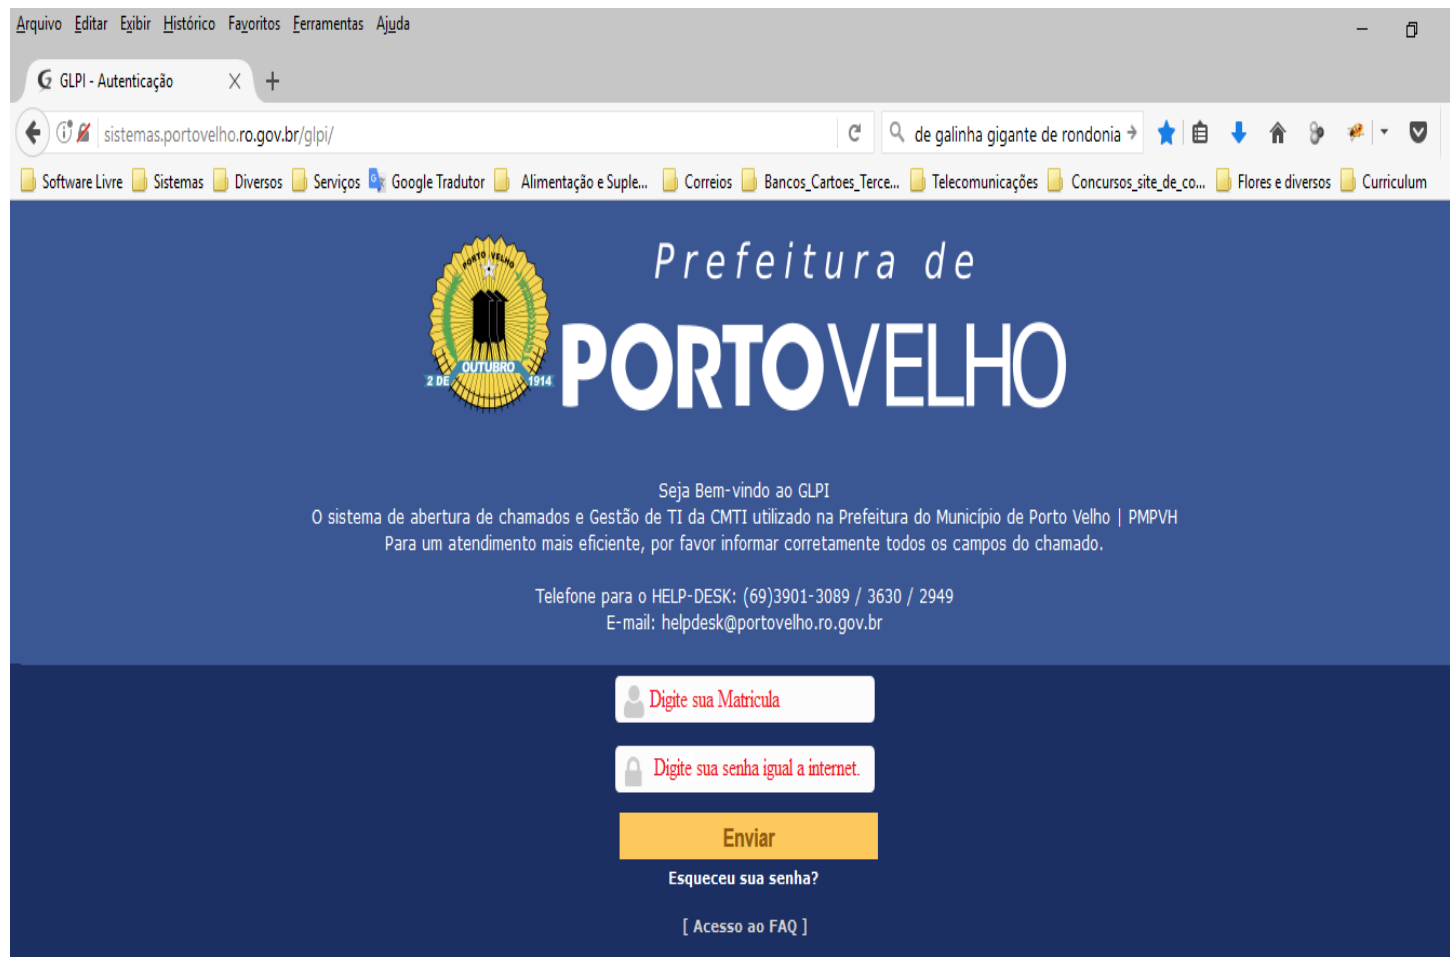 Arquivo Editar Exibir Histórico Favoritos Ferramentas Ajuda
GLPI - Autenticação
sistemas.portovelho.ro.gov.br/glpi/
de galinha gigante de rondonia
Software Livre Sistemas Diversos Serviços Google Tradutor Alimentação e Suple... Correios Bancos_Cartoes_Terce... Telecomunicações Concursos_site_de_co... Flores e diversos Curriculum
PORTO VELHO
OUTUBRO
2 DE 1914
Prefeitura de
PORTOVELHO
Seja Bem-vindo ao GLPI
O sistema de abertura de chamados e Gestão de TI da CMTI utilizado na Prefeitura do Município de Porto Velho | PMPVH
Para um atendimento mais eficiente, por favor informar corretamente todos os campos do chamado.
Telefone para o HELP-DESK: (69)3901-3089 / 3630 / 2949
E-mail: helpdesk@portovelho.ro.gov.br
Digite sua Matricula
Digite sua senha igual a internet.
Enviar
Esqueceu sua senha?
[ Acesso ao FAQ ]